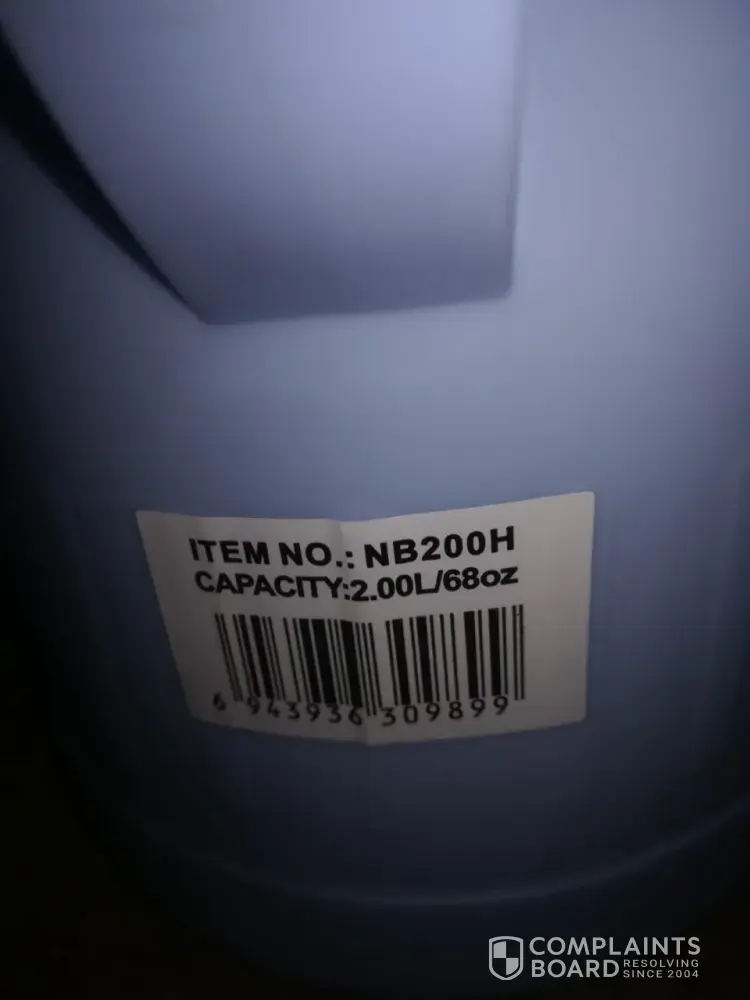 ITEM NO.: NB200H
CAPACITY:2.00L/68oz
6 943936 309899
COMPLAINTS
BOARD RESOLVING
SINCE 2004